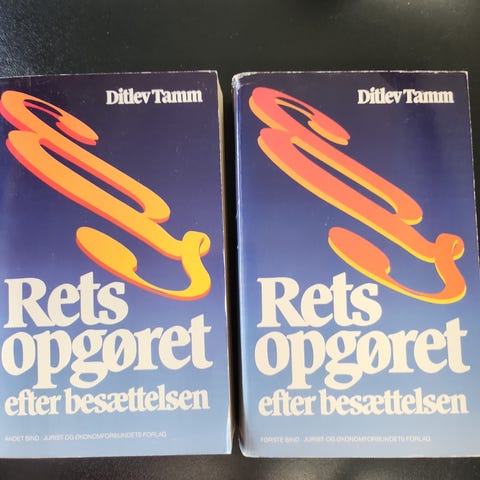 Ditlev Tamm
Rets
opgøret
efter besættelsen
ANDET BIND JURIST OG ØKONOMFORBUNDETS FORLAG
Ditlev Tamm
Rets
opgøret
efter besættelsen
FØRSTE BIND JURIST OG ØKONOMFORBUNDETS FORLAG